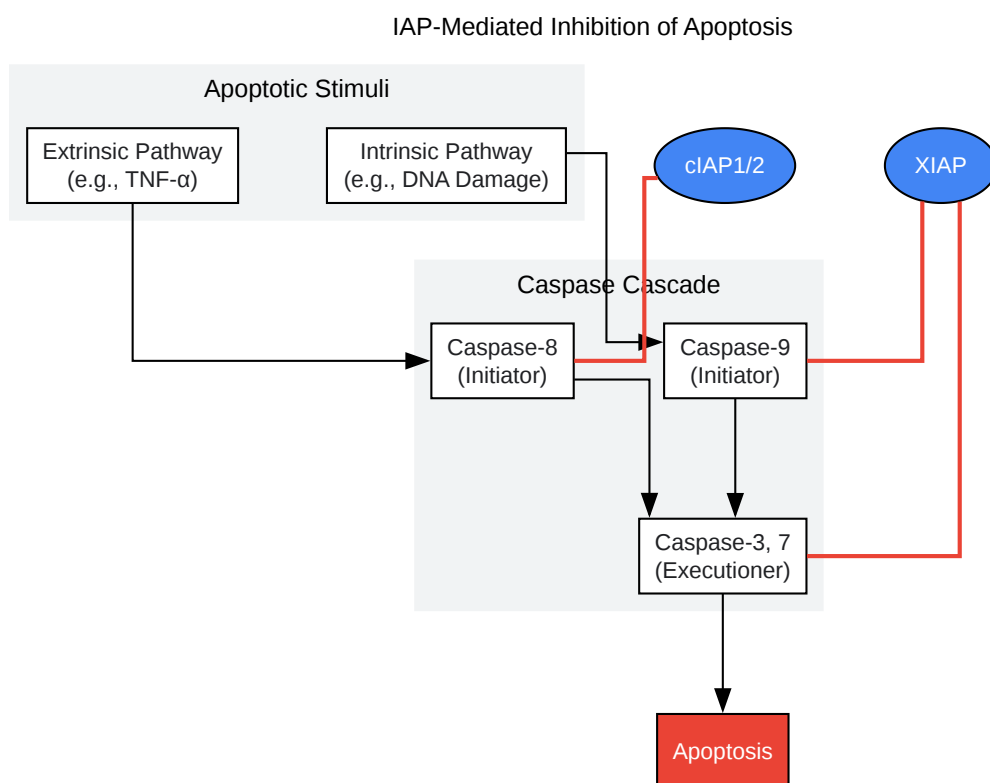 IAP-Mediated Inhibition of Apoptosis
Apoptotic Stimuli
Extrinsic Pathway
(e.g., TNF-α)
Intrinsic Pathway
(e.g., DNA Damage)
cIAP1/2
XIAP
Caspase Cascade
Caspase-8
(Initiator)
Caspase-9
(Initiator)
Caspase-3, 7
(Executioner)
Apoptosis